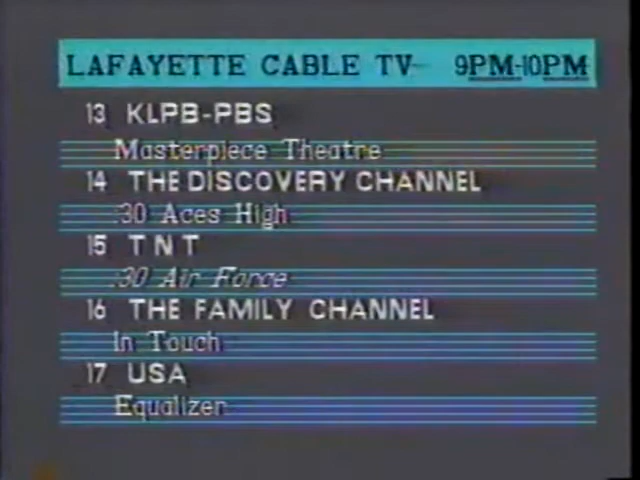 LAFAYETTE CABLE TV 9PM-10PM
13 KLPB-PBS
Masterpiece Theatre
14 THE DISCOVERY CHANNEL
:30 Aces High
15 TNT
:30 Air Force
16 THE FAMILY CHANNEL
In Touch
17 USA
Equalizer